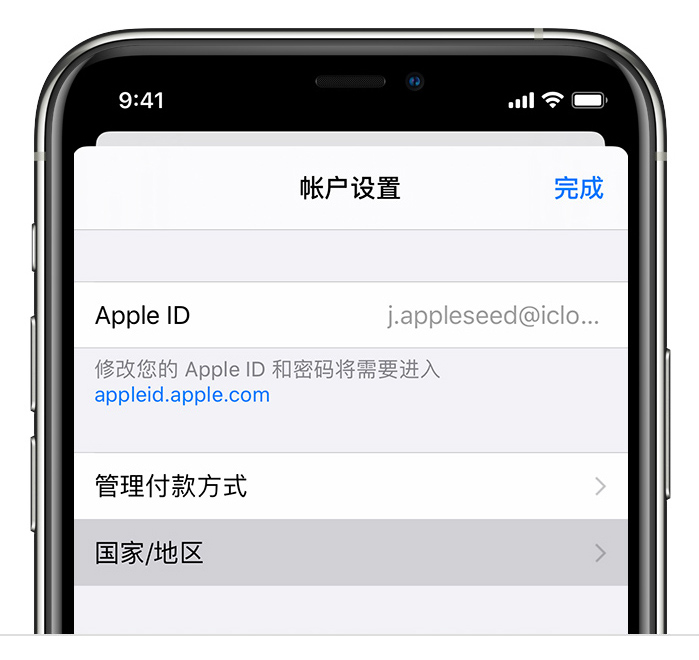 9:41
帐户设置
完成
Apple ID
j.appleseed@iclo...
修改您的 Apple ID 和密码将需要进入
appleid.apple.com
管理付款方式
国家/地区